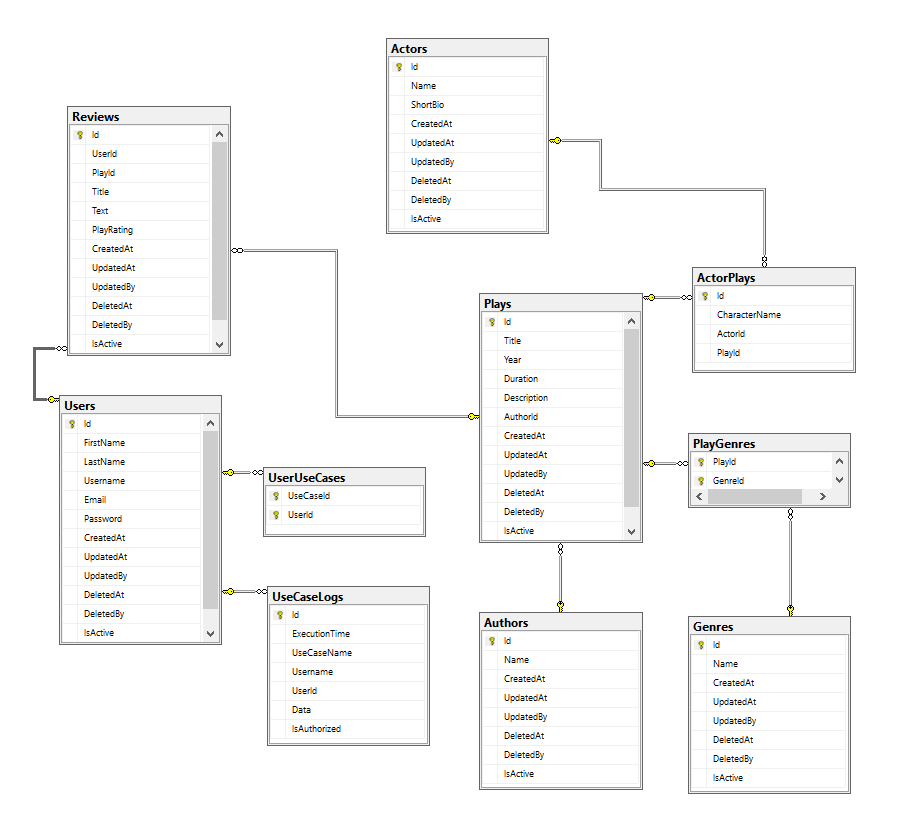 Actors
Id
Name
ShortBio
CreatedAt
UpdatedAt
UpdatedBy
DeletedAt
DeletedBy
IsActive
Reviews
Id
UserId
PlayId
Title
Text
PlayRating
CreatedAt
UpdatedAt
UpdatedBy
DeletedAt
DeletedBy
IsActive
ActorPlays
Id
CharacterName
ActorId
PlayId
Plays
Id
Title
Year
Duration
Description
AuthorId
CreatedAt
UpdatedAt
UpdatedBy
DeletedAt
DeletedBy
IsActive
Users
Id
FirstName
LastName
Username
Email
Password
CreatedAt
UpdatedAt
UpdatedBy
DeletedAt
DeletedBy
IsActive
PlayGenres
PlayId
GenreId
UserUseCases
UseCaseId
UserId
UseCaseLogs
Id
ExecutionTime
UseCaseName
Username
UserId
Data
IsAuthorized
Authors
Id
Name
CreatedAt
UpdatedAt
UpdatedBy
DeletedAt
DeletedBy
IsActive
Genres
Id
Name
CreatedAt
UpdatedAt
UpdatedBy
DeletedAt
DeletedBy
IsActive